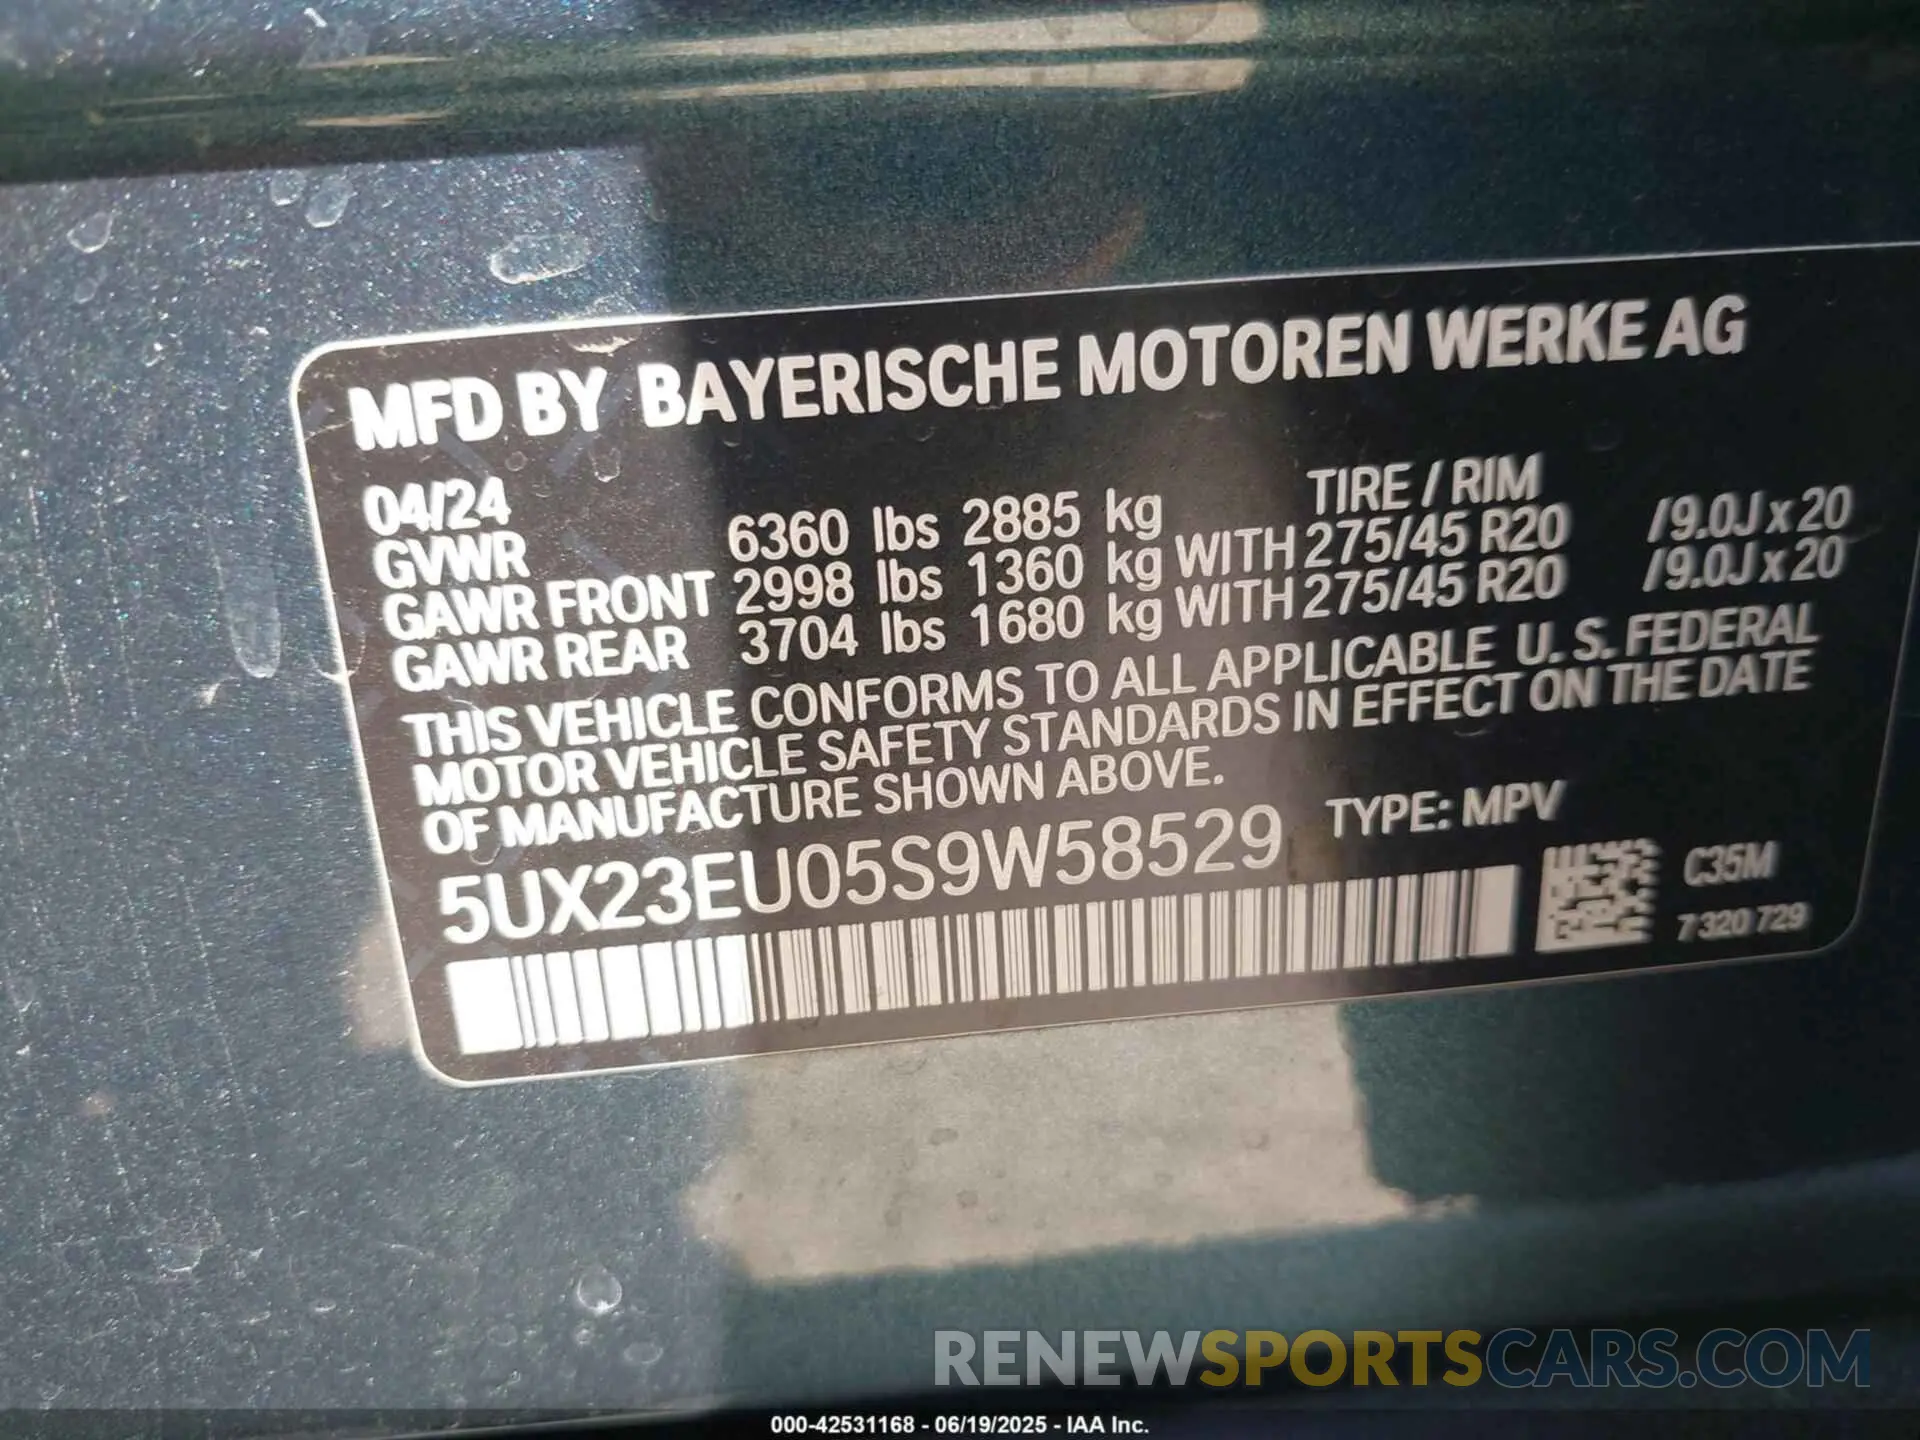 MFD BY BAYERISCHE MOTOREN WERKE AG
04/24 TIRE / RIM
GVWR 6360 lbs 2885 kg
GAWR FRONT 2998 lbs 1360 kg WITH 275/45 R20 /9.0J x 20
GAWR REAR 3704 lbs 1680 kg WITH 275/45 R20 /9.0J x 20
THIS VEHICLE CONFORMS TO ALL APPLICABLE U. S. FEDERAL
MOTOR VEHICLE SAFETY STANDARDS IN EFFECT ON THE DATE
OF MANUFACTURE SHOWN ABOVE.
5UX23EU05S9W58529 TYPE: MPV
C35M
7 320 729
RENEWSPORTSCARS.COM
000-42531168 - 06/19/2025 - IAA Inc.